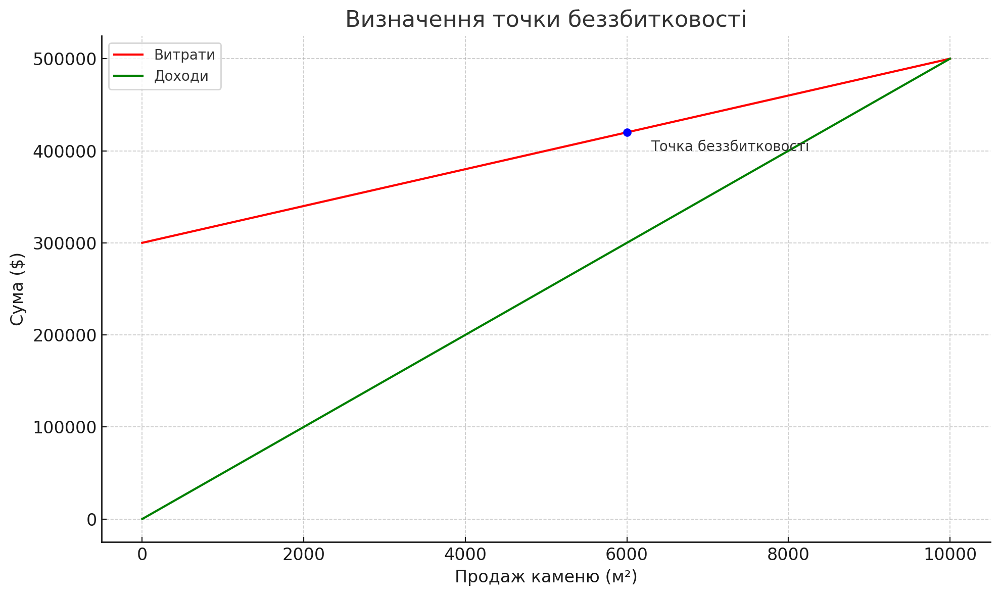 Визначення точки беззбитковості
Витрати
Доходи
500000
400000
300000
200000
100000
0
Сума ($)
Точка беззбитковості
0 2000 4000 6000 8000 10000
Продаж каменю (м²)